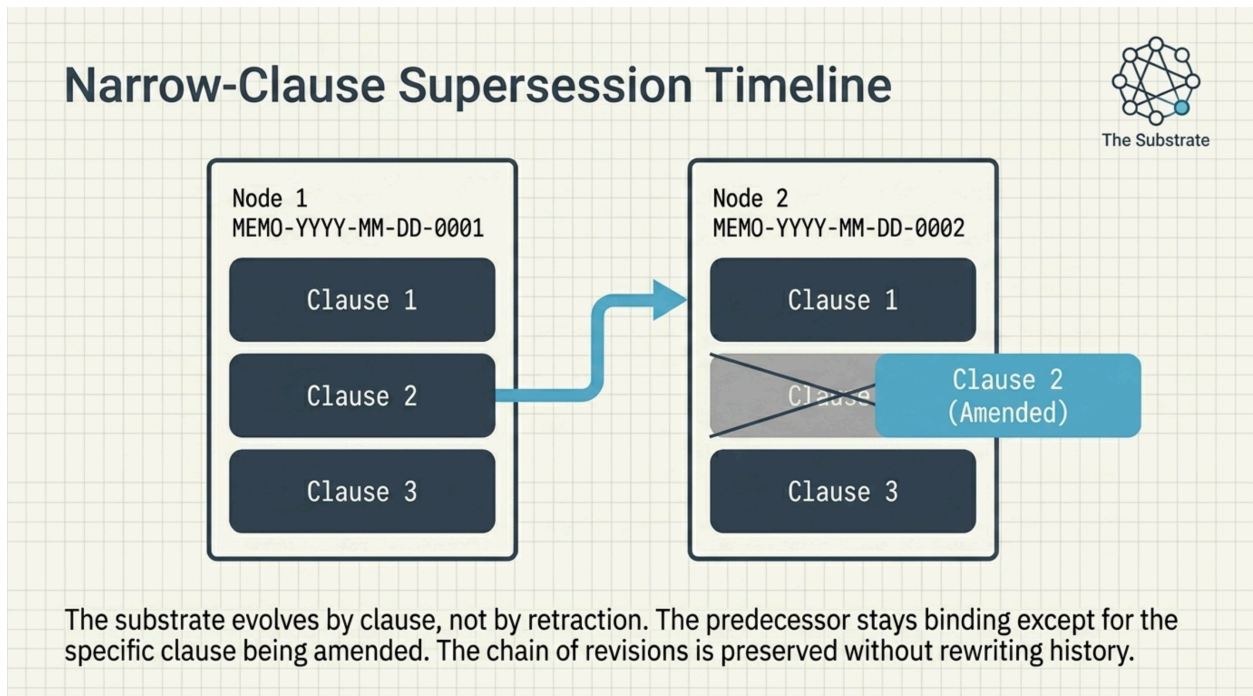 Narrow-Clause Supersession Timeline
The Substrate
Node 1
MEMO-YYYY-MM-DD-0001
Clause 1
Clause 2
Clause 3
Node 2
MEMO-YYYY-MM-DD-0002
Clause 1
Clause
Clause 2
(Amended)
Clause 3
The substrate evolves by clause, not by retraction. The predecessor stays binding except for the
specific clause being amended. The chain of revisions is preserved without rewriting history.